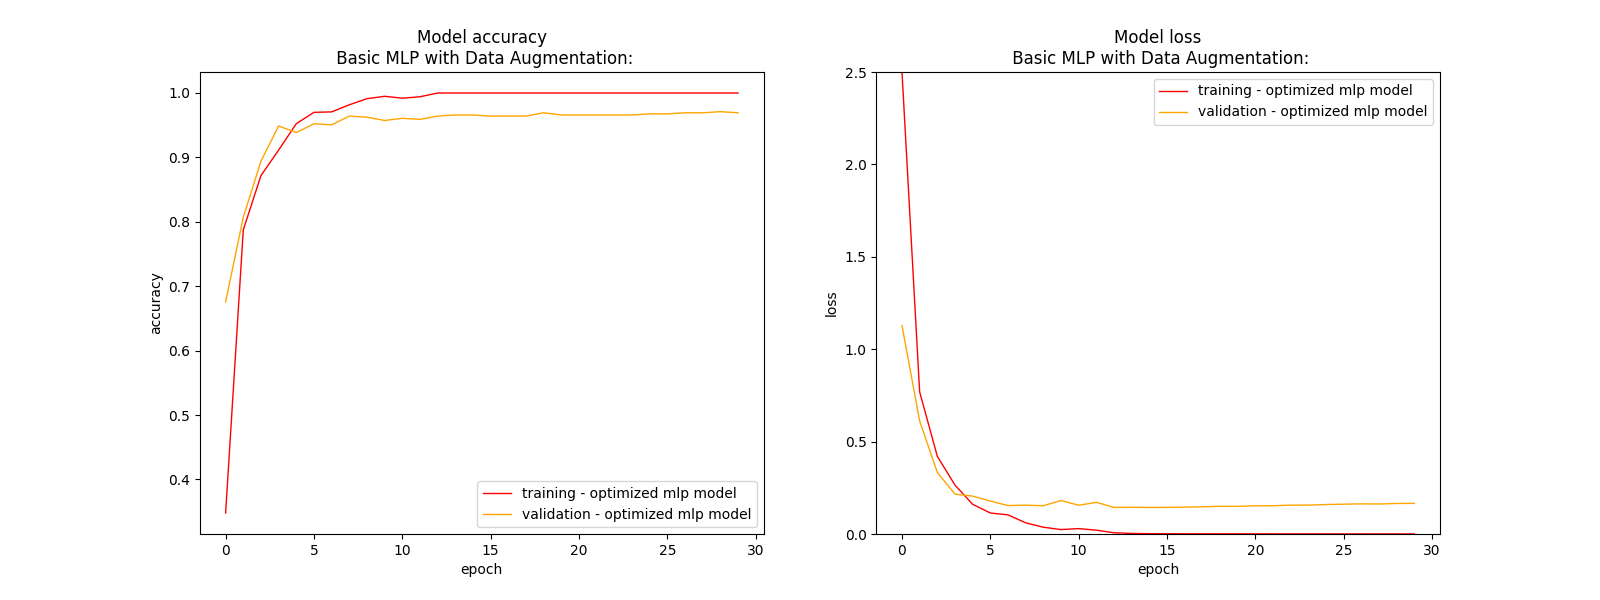 Model accuracy
Basic MLP with Data Augmentation:
1.0
0.9
0.8
0.7
0.6
0.5
0.4
accuracy
training - optimized mlp model
validation - optimized mlp model
0 5 10 15 20 25 30
epoch
Model loss
Basic MLP with Data Augmentation:
2.5
2.0
1.5
1.0
0.5
0.0
loss
training - optimized mlp model
validation - optimized mlp model
0 5 10 15 20 25 30
epoch